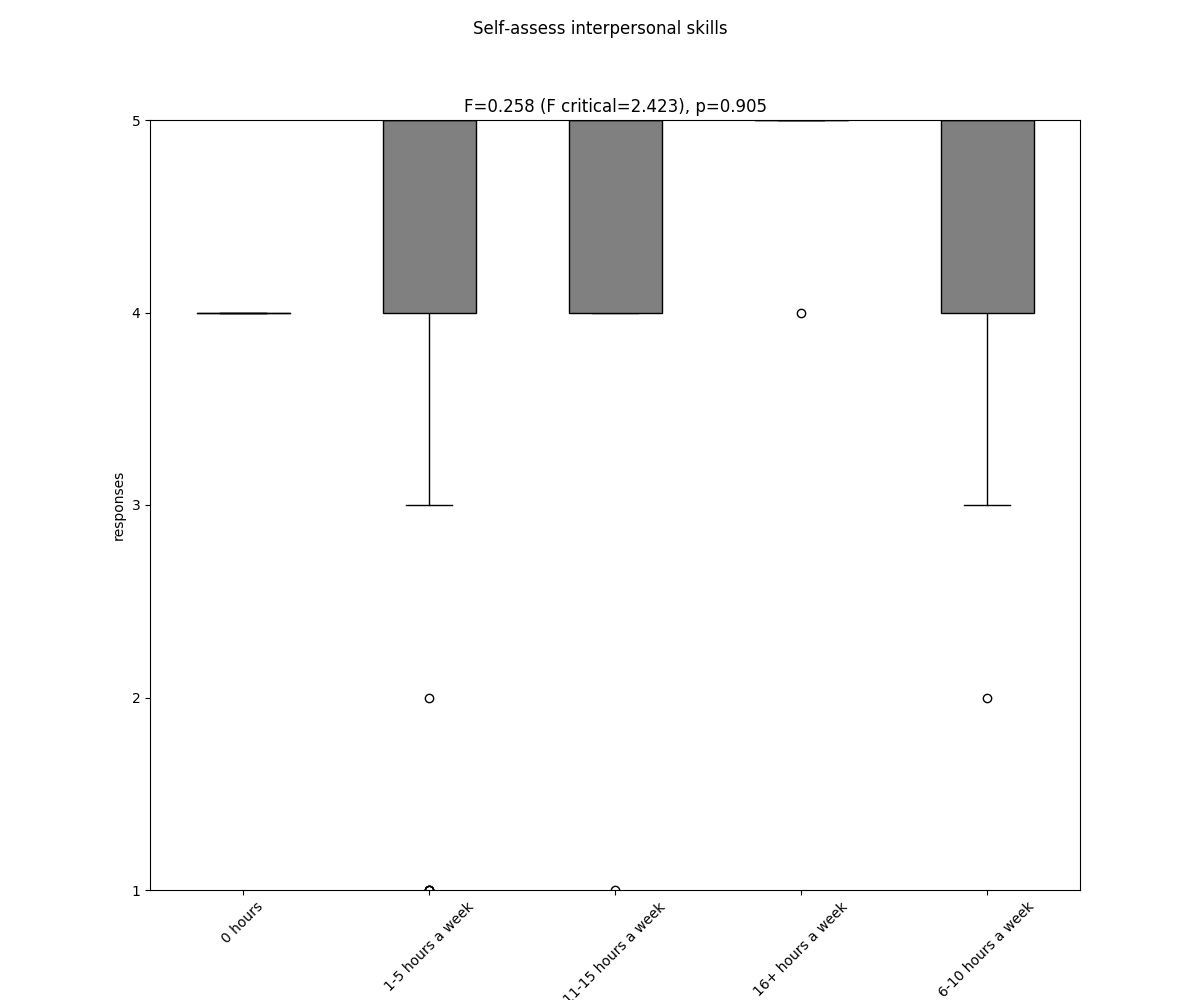 Self-assess interpersonal skills
F=0.258 (F critical=2.423), p=0.905
5
4
3
2
1
responses
0 hours
1-5 hours a week
11-15 hours a week
16+ hours a week
6-10 hours a week